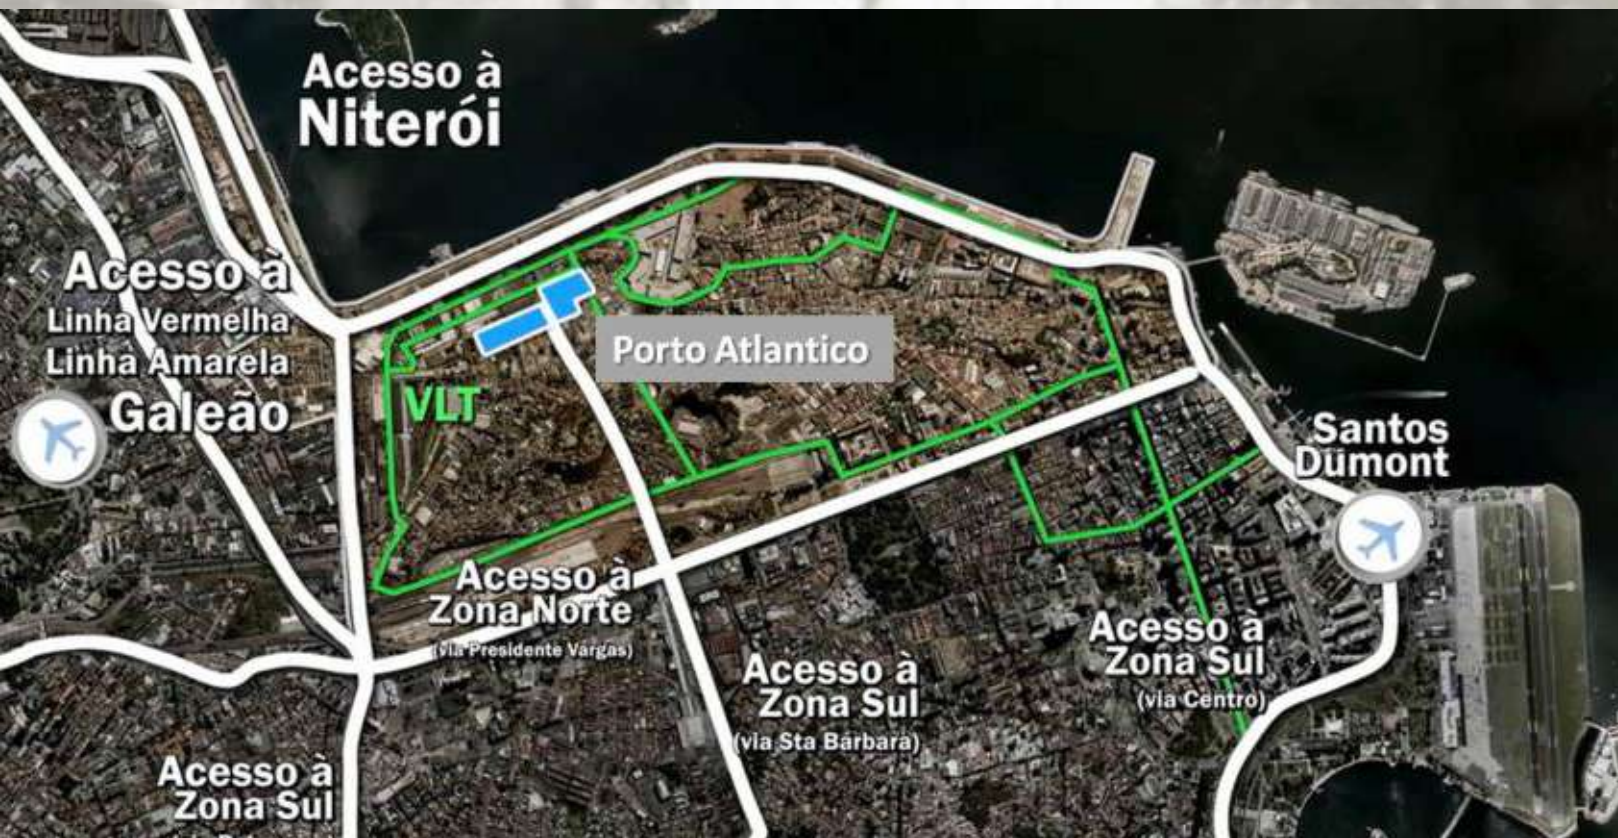 Acesso à
Niterói
Acesso à
Linha Vermelha
Linha Amarela
Galeão
Porto Atlantico
VLT
Santos
Dumont
Acesso à
Zona Norte
(via Presidente Vargas)
Acesso à
Zona Sul
(via Sta Bárbara)
Acesso à
Zona Sul
(via Centro)
Acesso à
Zona Sul